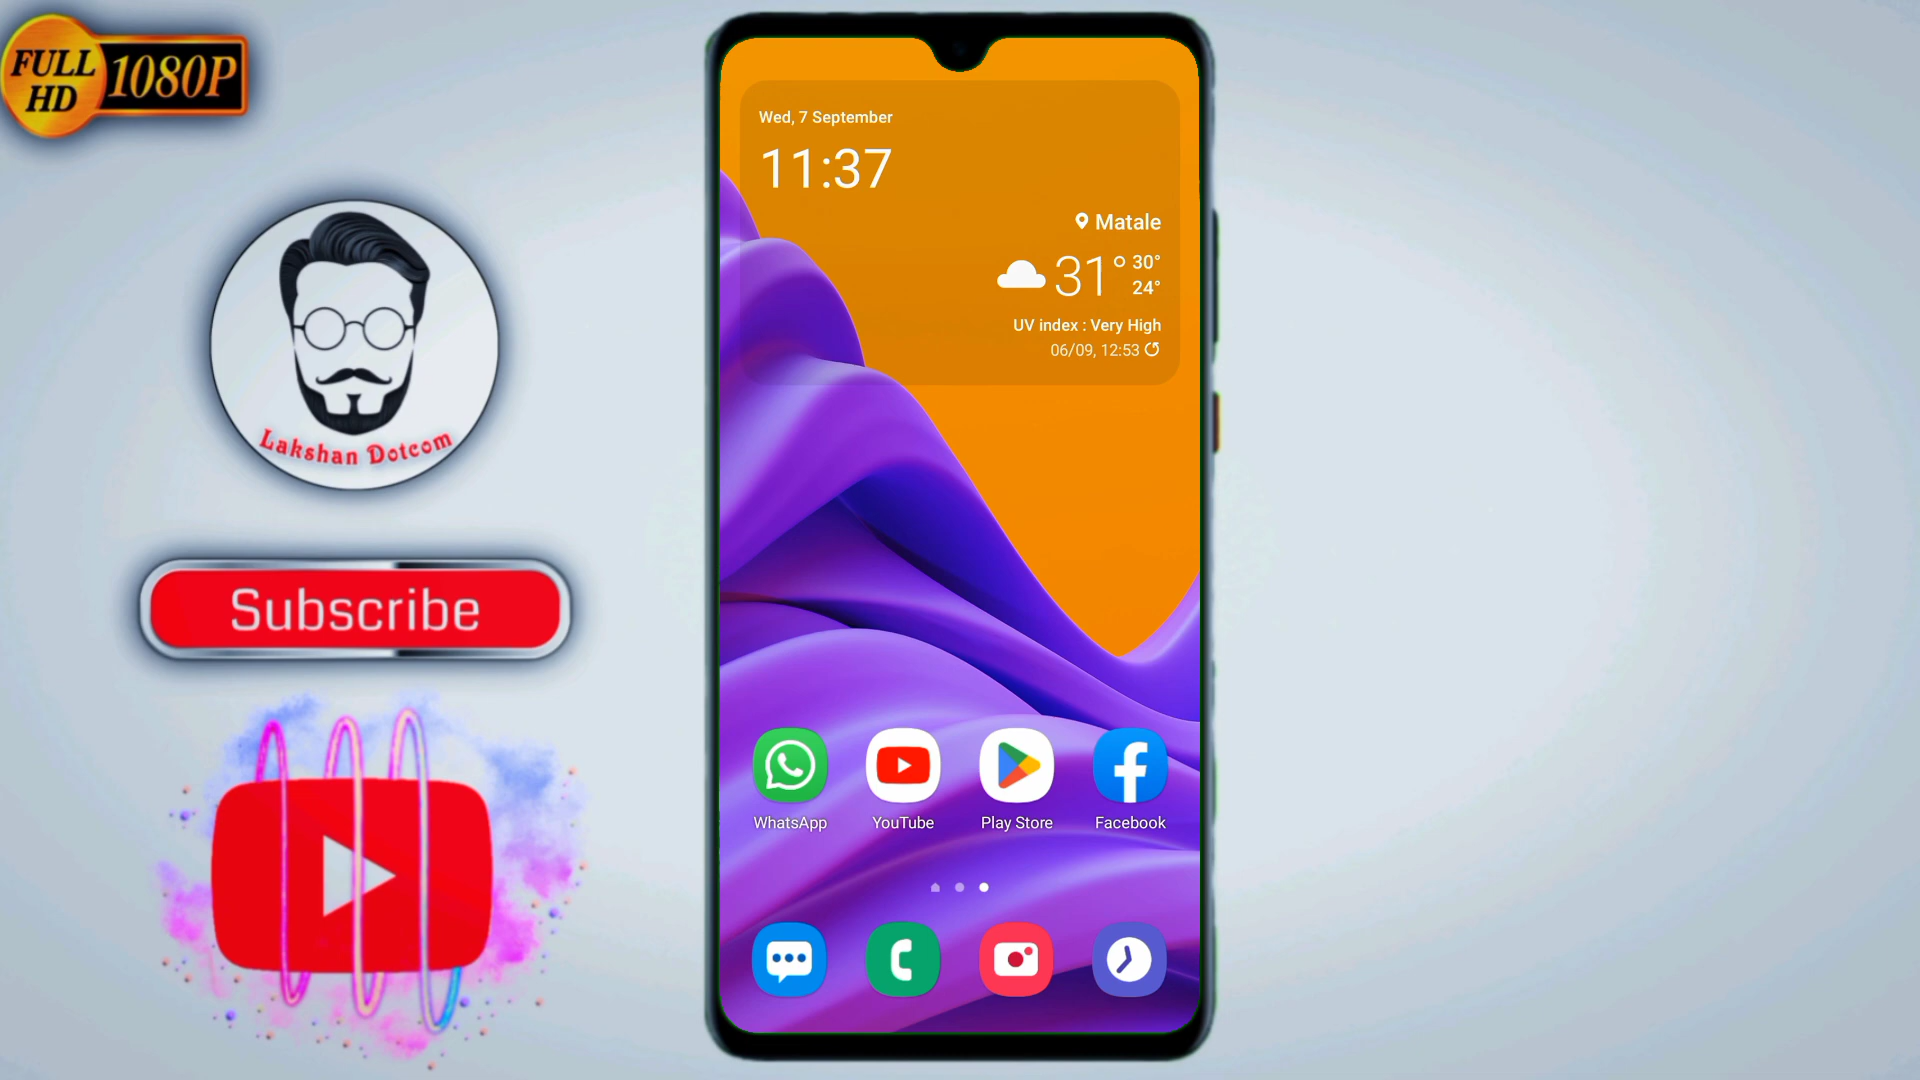 FULL
HD
1080P
Lakshan Dotcom
Subscribe
Wed, 7 September
11:37
Matale
31° 30°
24°
UV index : Very High
06/09, 12:53
WhatsApp
YouTube
Play Store
Facebook